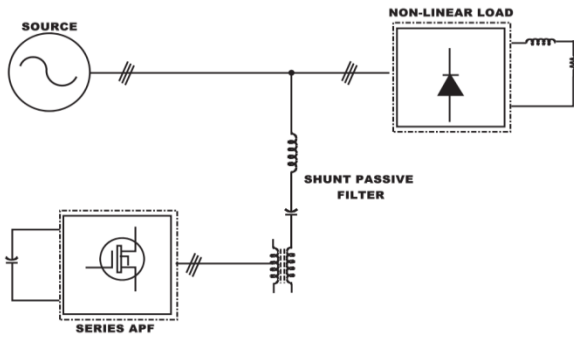 SOURCE
NON-LINEAR LOAD
SHUNT PASSIVE
FILTER
SERIES APF